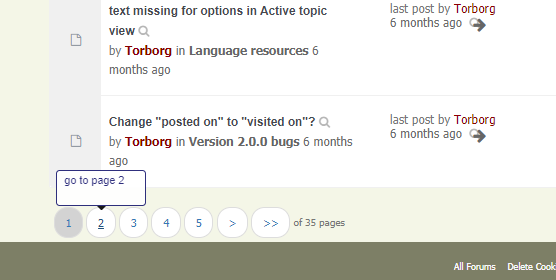 text missing for options in Active topic
view
by Torborg in Language resources 6
months ago
last post by Torborg
6 months ago
Change "posted on" to "visited on"?
by Torborg in Version 2.0.0 bugs 6 months
ago
last post by Torborg
6 months ago
go to page 2
1 2 3 4 5 > >> of 35 pages
All Forums Delete Cook